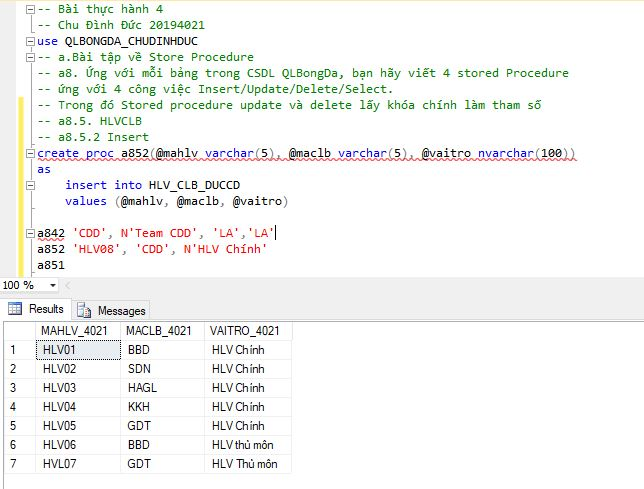 -- Bài thực hành 4
-- Chu Đình Đức 20194021
use QLBONGDA_CHUDINHDUC
-- a.Bài tập về Store Procedure
-- a8. Ứng với mỗi bảng trong CSDL QLBongDa, bạn hãy viết 4 stored Procedure
-- ứng với 4 công việc Insert/Update/Delete/Select.
-- Trong đó Stored procedure update và delete lấy khóa chính làm tham số
-- a8.5. HLVCLB
-- a8.5.2 Insert
create proc a852(@mahlv varchar(5), @maclb varchar(5), @vaitro nvarchar(100))
as
insert into HLV_CLB_DUCCD
values (@mahlv, @maclb, @vaitro)
a842 'CDD', N'Team CDD', 'LA','LA'
a852 'HLV08', 'CDD', N'HLV Chính'
a851
100 %
Results Messages
MAHLV_4021 MACLB_4021 VAITRO_4021
1 HLV01 BBD HLV Chính
2 HLV02 SDN HLV Chính
3 HLV03 HAGL HLV Chính
4 HLV04 KKH HLV Chính
5 HLV05 GDT HLV Chính
6 HLV06 BBD HLV thủ môn
7 HVL07 GDT HLV Thủ môn